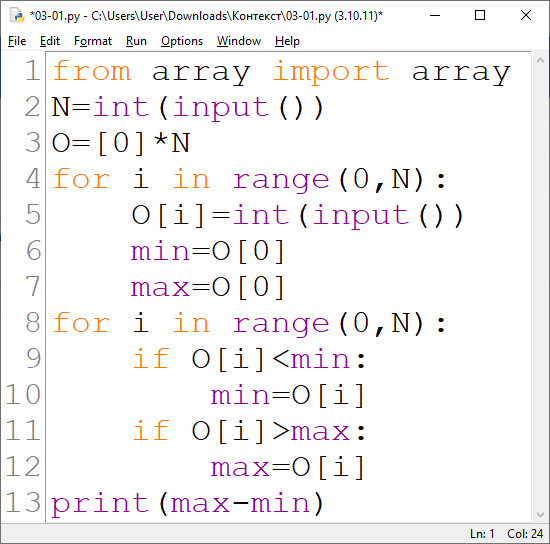 *03-01.py - C:\Users\User\Downloads\Контекст\03-01.py (3.10.11)*
File Edit Format Run Options Window Help
1 from array import array
2 N=int(input())
3 O=[0]*N
4 for i in range(0,N):
5     O[i]=int(input())
6     min=O[0]
7     max=O[0]
8 for i in range(0,N):
9     if O[i]<min:
10         min=O[i]
11     if O[i]>max:
12         max=O[i]
13 print(max-min)
Ln: 1 Col: 24